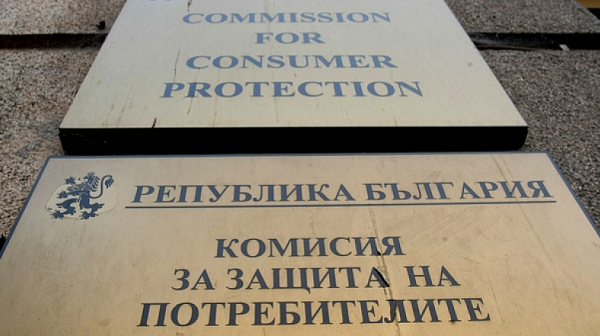 COMMISSION
FOR
CONSUMER
PROTECTION
РЕПУБЛИКА БЪЛГАРИЯ
КОМИСИЯ
ЗА ЗАЩИТА НА
ПОТРЕБИТЕЛИТЕ